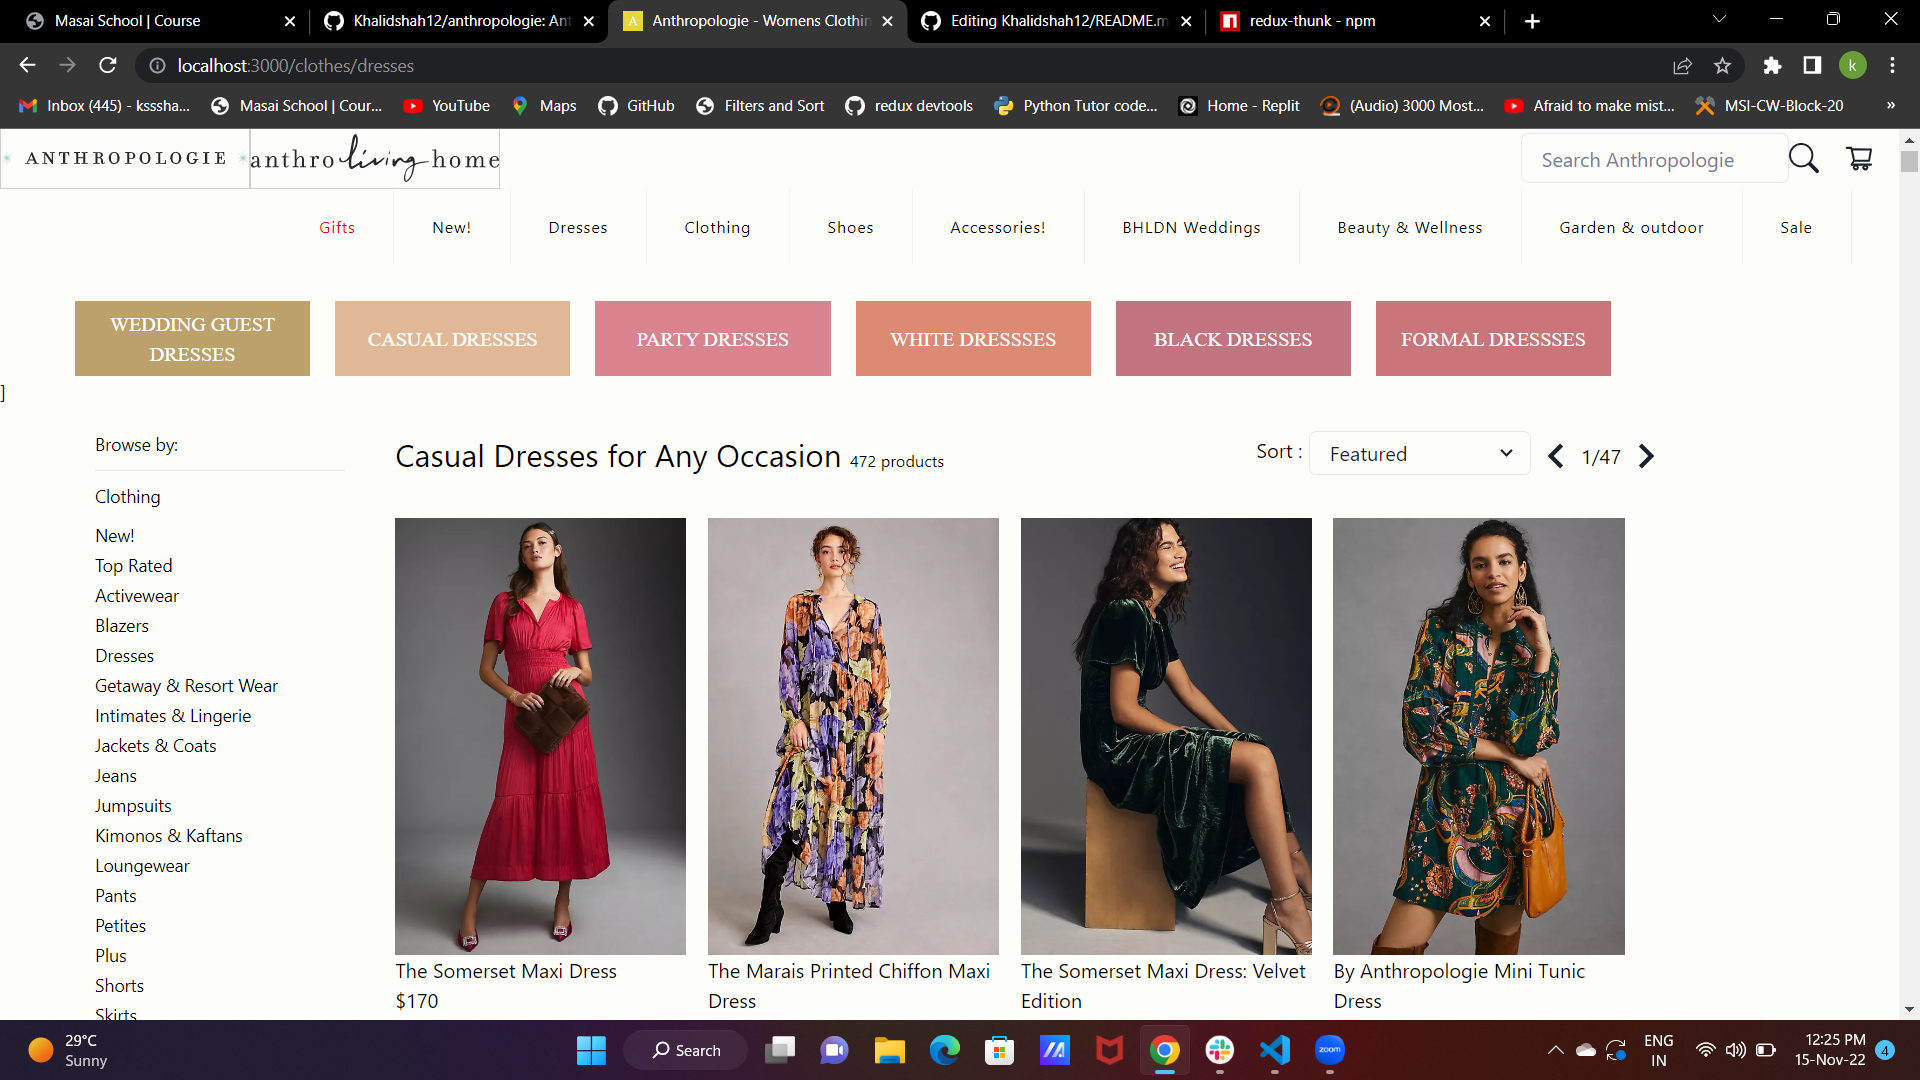 Masai School | Course
Khalidshah12/anthropologie: Ant
Anthropologie - Womens Clothin
Editing Khalidshah12/README.m
redux-thunk - npm
localhost:3000/clothes/dresses
k
Inbox (445) - ksssha...
Masai School | Cour...
YouTube
Maps
GitHub
Filters and Sort
redux devtools
Python Tutor code...
Home - Replit
(Audio) 3000 Most...
Afraid to make mist...
MSI-CW-Block-20
»
ANTHROPOLOGIE
anthro living home
Search Anthropologie
Gifts
New!
Dresses
Clothing
Shoes
Accessories!
BHLDN Weddings
Beauty & Wellness
Garden & outdoor
Sale
WEDDING GUEST
DRESSES
CASUAL DRESSES
PARTY DRESSES
WHITE DRESSSES
BLACK DRESSES
FORMAL DRESSSES
]
Browse by:
Clothing
New!
Top Rated
Activewear
Blazers
Dresses
Getaway & Resort Wear
Intimates & Lingerie
Jackets & Coats
Jeans
Jumpsuits
Kimonos & Kaftans
Loungewear
Pants
Petites
Plus
Shorts
Skirts
Casual Dresses for Any Occasion 472 products
Sort :
Featured
1/47
The Somerset Maxi Dress
$170
The Marais Printed Chiffon Maxi
Dress
The Somerset Maxi Dress: Velvet
Edition
By Anthropologie Mini Tunic
Dress
29°C
Sunny
Search
zoom
ENG
IN
12:25 PM
15-Nov-22
4